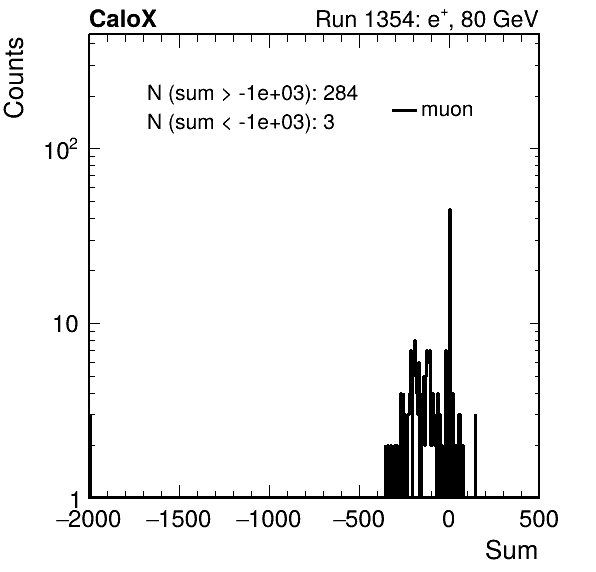 CaloX Run 1354: e⁺, 80 GeV
Counts
N (sum > -1e+03): 284
N (sum < -1e+03): 3
muon
10²
10
1
−2000 −1500 −1000 −500 0 500
Sum